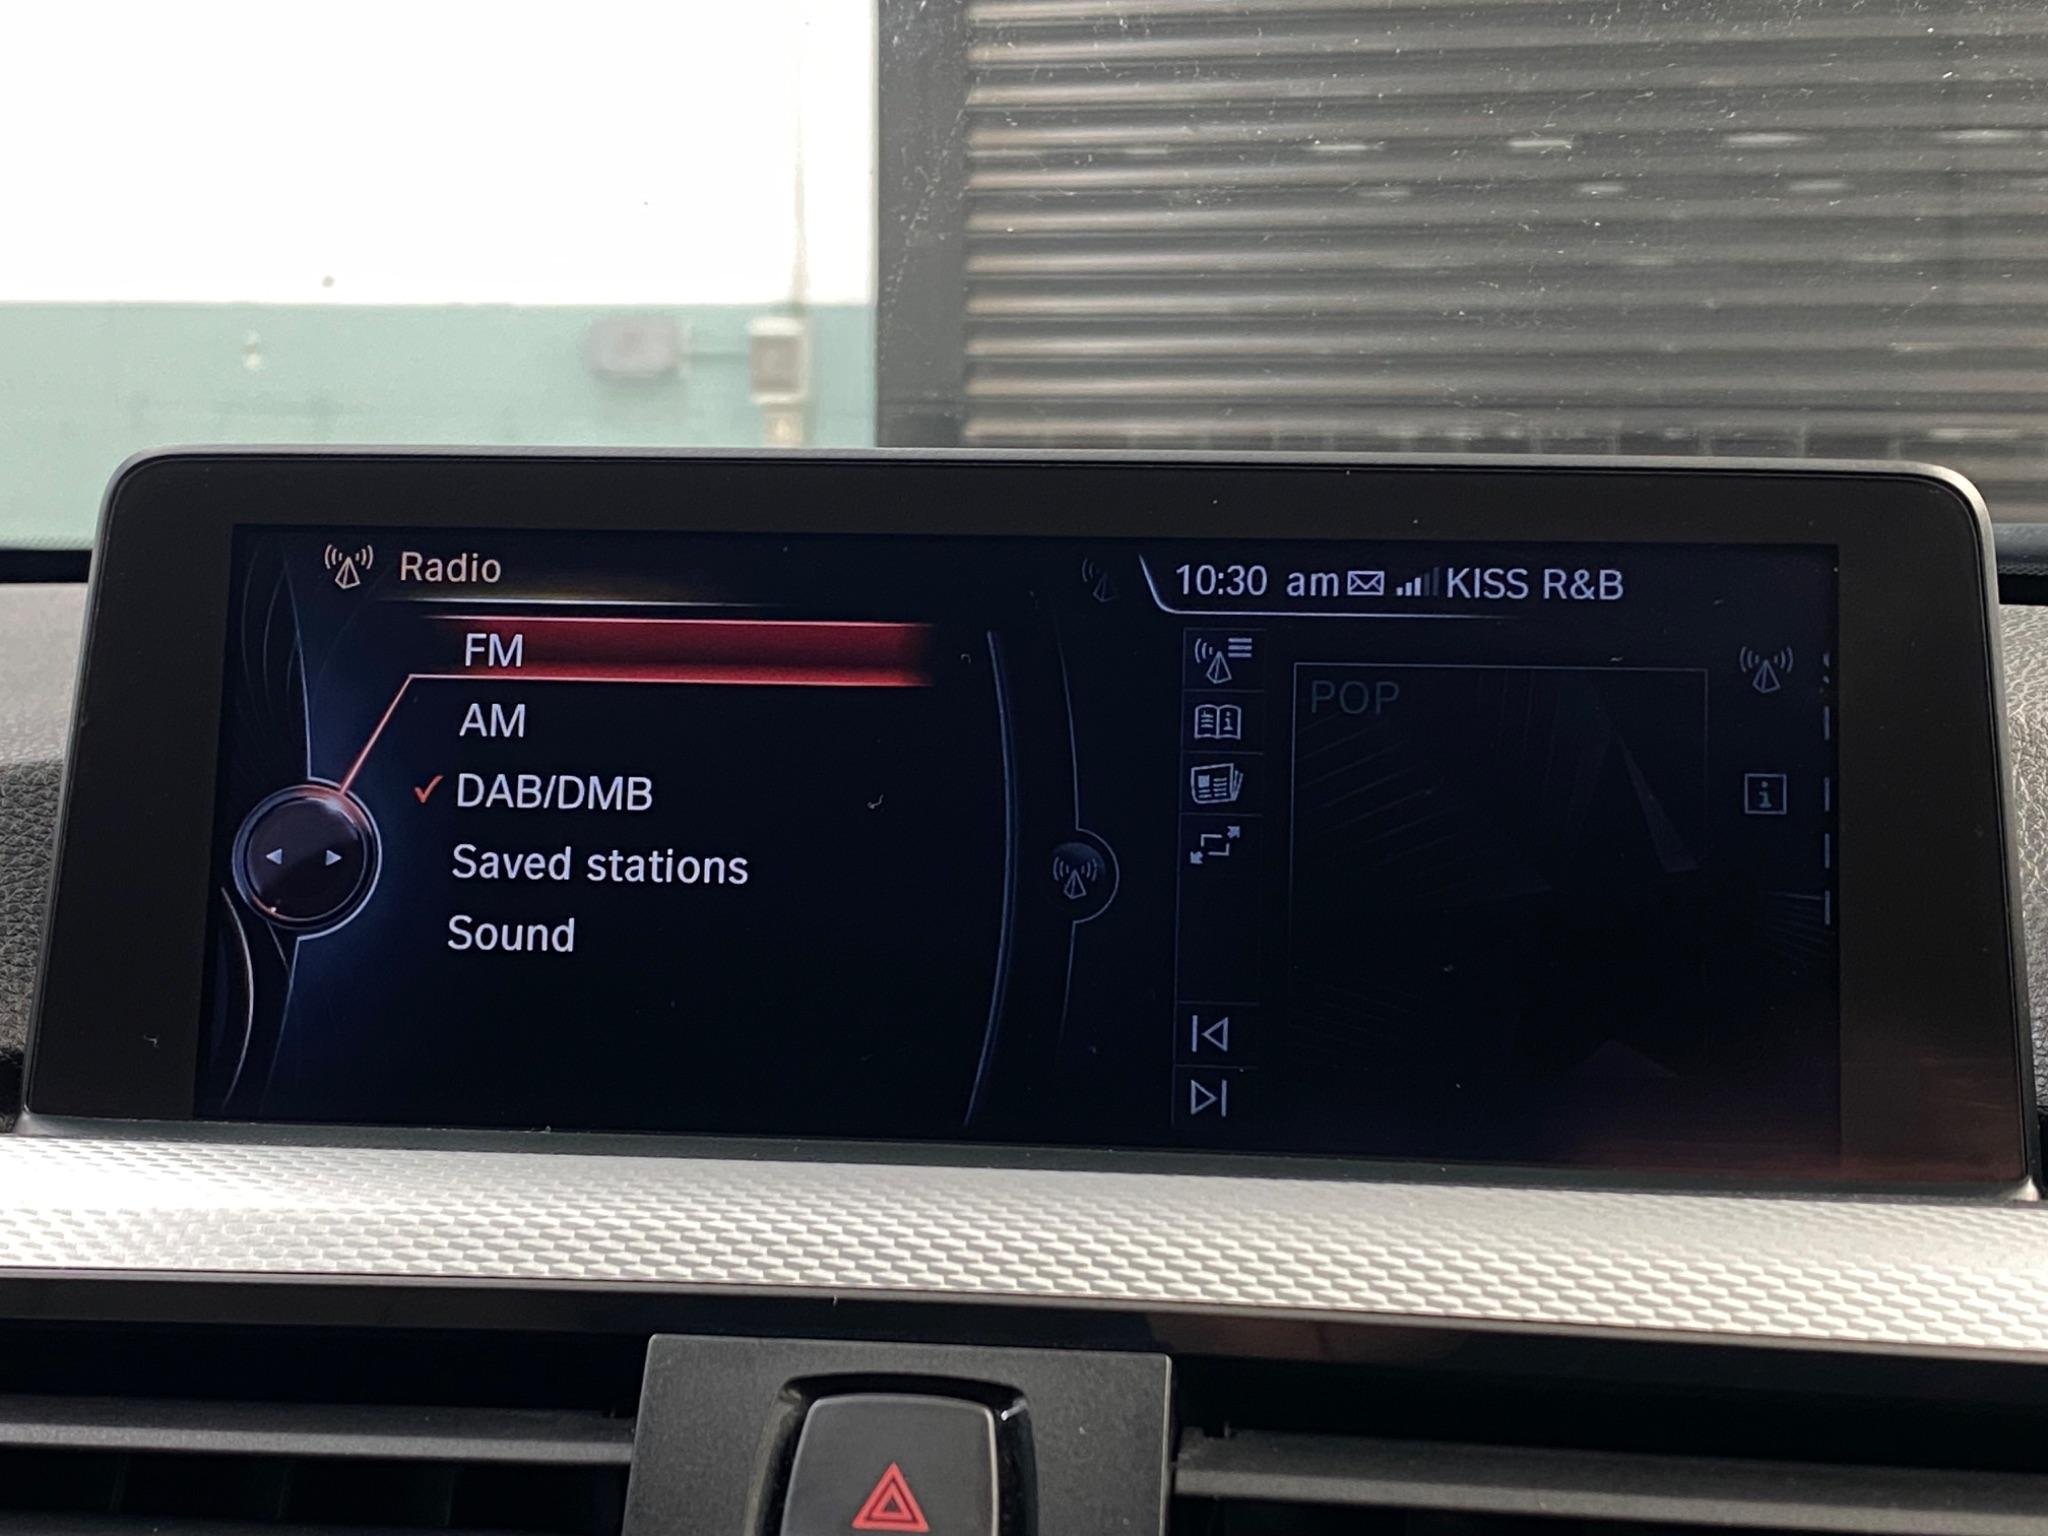 Radio
10:30 am KISS R&B
FM
AM
DAB/DMB
Saved stations
Sound
POP